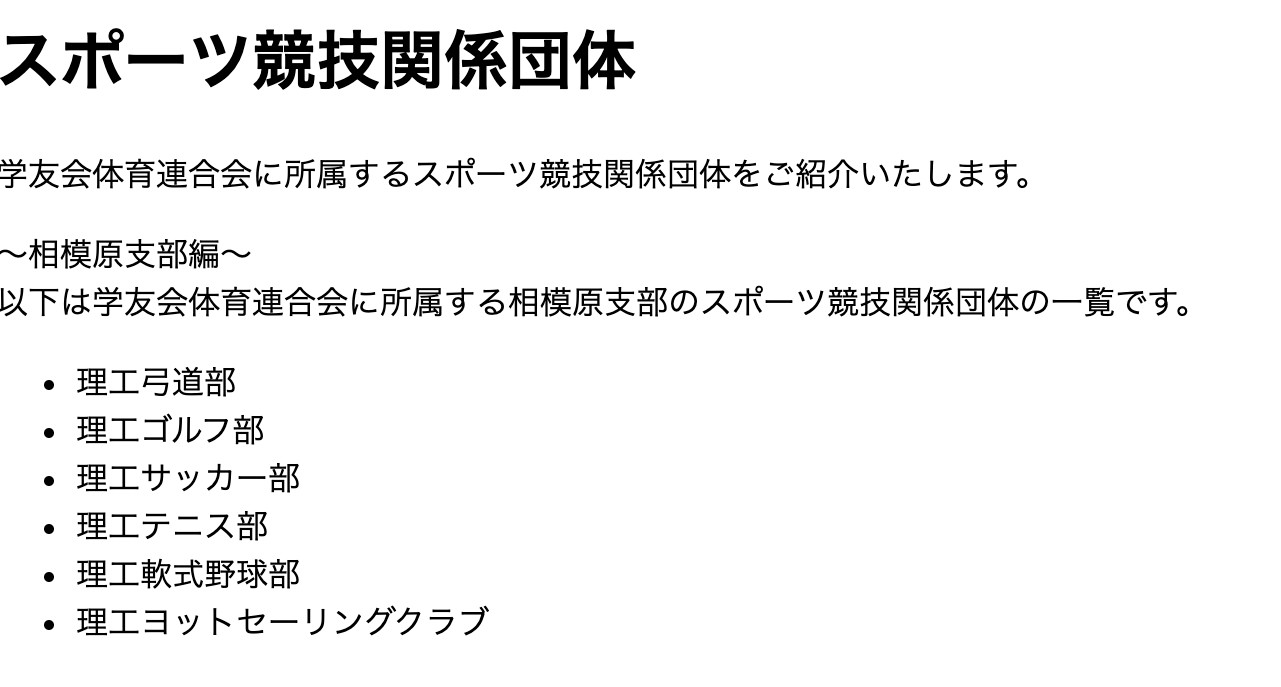 スポーツ競技関係団体
学友会体育連合会に所属するスポーツ競技関係団体をご紹介いたします。
〜相模原支部編〜
以下は学友会体育連合会に所属する相模原支部のスポーツ競技関係団体の一覧です。
• 理工弓道部
• 理工ゴルフ部
• 理工サッカー部
• 理工テニス部
• 理工軟式野球部
• 理工ヨットセーリングクラブ